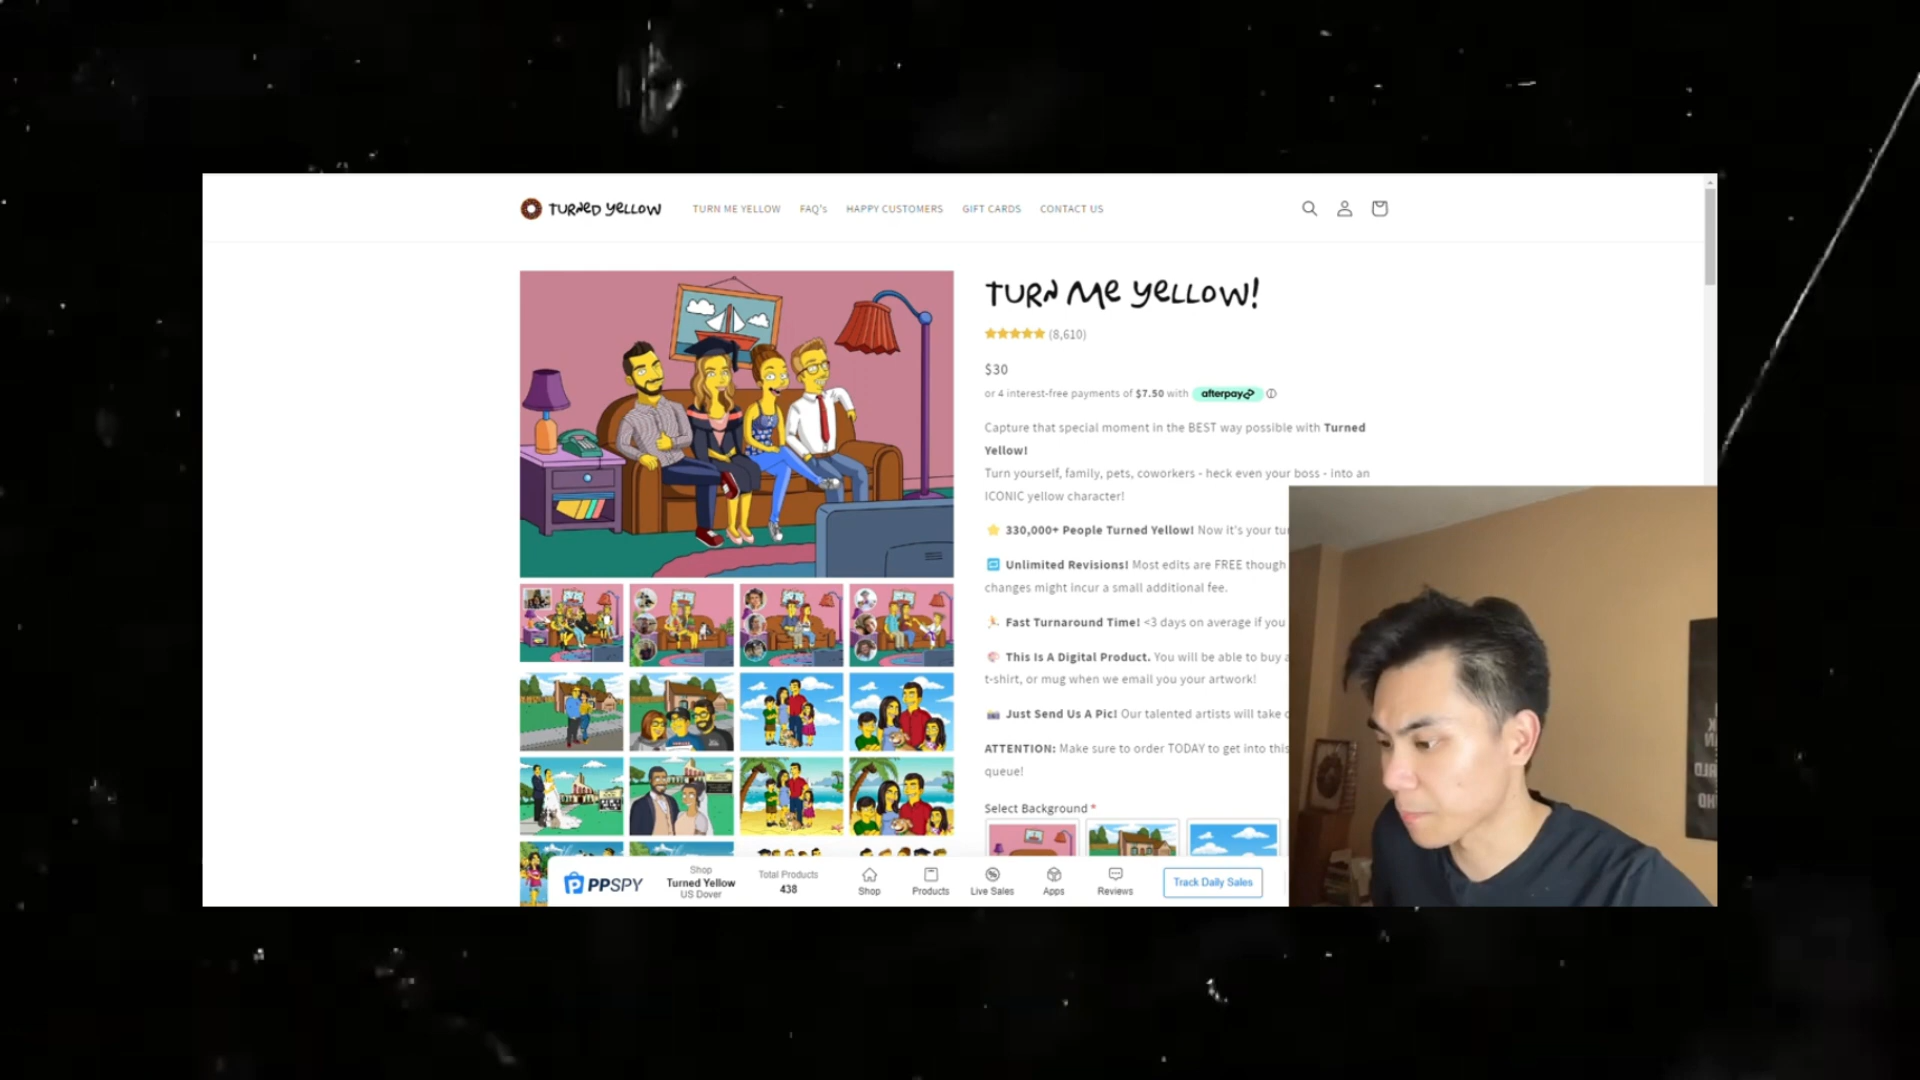 TURNED YELLOW
TURN ME YELLOW
FAQ's
HAPPY CUSTOMERS
GIFT CARDS
CONTACT US
TURN ME YELLOW!
(8,610)
$30
or 4 interest-free payments of $7.50 with afterpay
Capture that special moment in the BEST way possible with Turned
Yellow!
Turn yourself, family, pets, coworkers - heck even your boss - into an
ICONIC yellow character!
330,000+ People Turned Yellow! Now it's your
Unlimited Revisions! Most edits are FREE though
changes might incur a small additional fee.
Fast Turnaround Time! <3 days on average if you
This Is A Digital Product. You will be able to buy
t-shirt, or mug when we email you your artwork!
Just Send Us A Pic! Our talented artists will take
ATTENTION: Make sure to order TODAY to get into this
queue!
Select Background *
PPSPY
Shop
Turned Yellow
US Dover
Total Products
438
Shop
Products
Live Sales
Apps
Reviews
Track Daily Sales